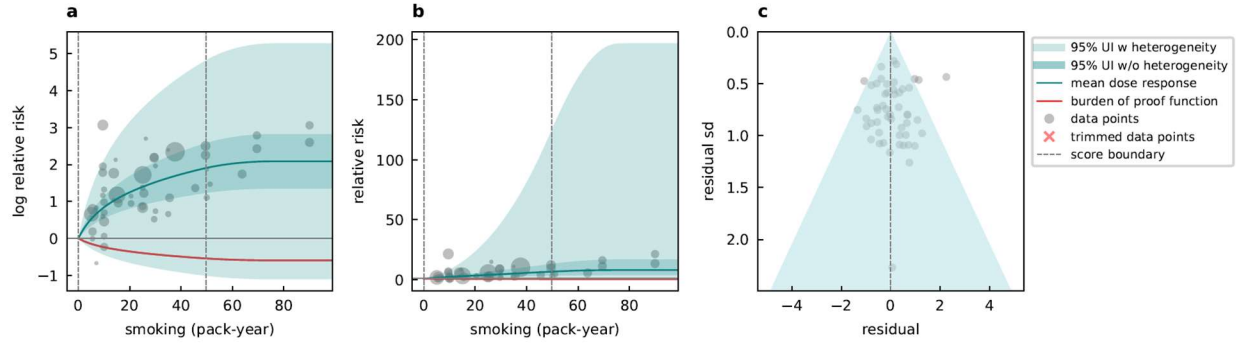 a
b
c
5
4
3
2
1
0
−1
log relative risk
0
20
40
60
80
smoking (pack-year)
200
150
100
50
0
relative risk
0
20
40
60
80
smoking (pack-year)
0.0
0.5
1.0
1.5
2.0
residual sd
−4
−2
0
2
4
residual
95% UI w heterogeneity
95% UI w/o heterogeneity
mean dose response
burden of proof function
data points
trimmed data points
score boundary